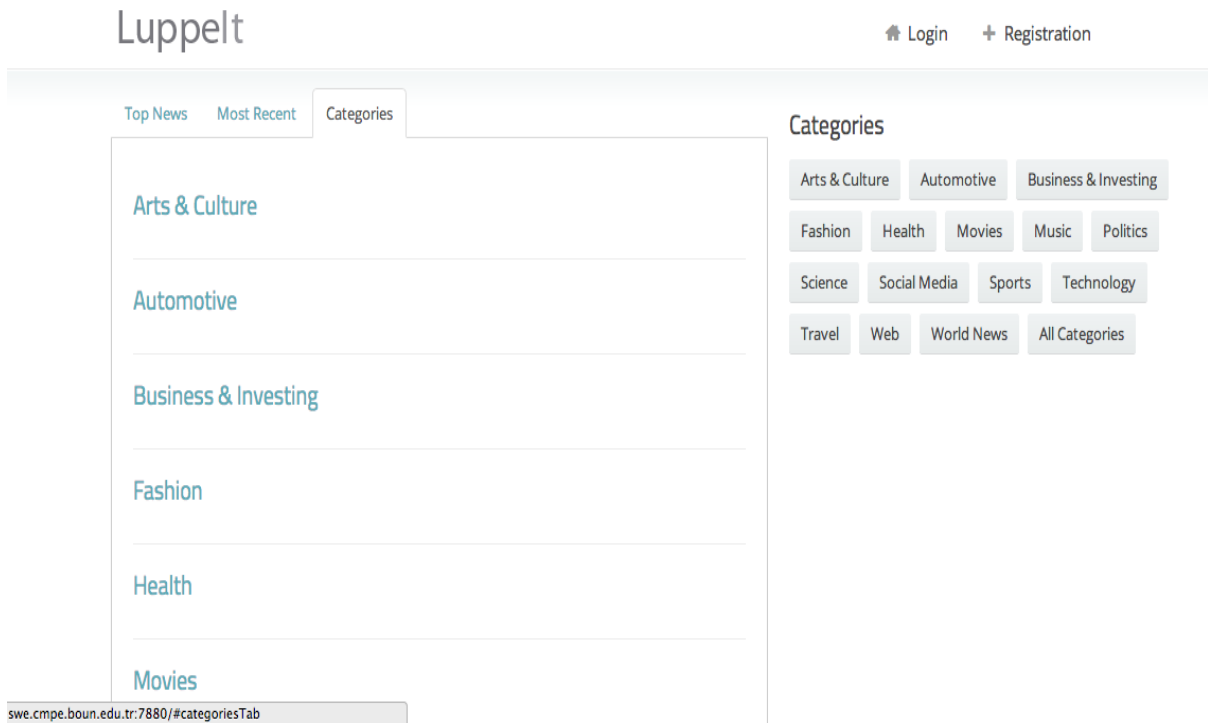 Luppelt
Login
Registration
Top News Most Recent Categories
Arts & Culture
Automotive
Business & Investing
Fashion
Health
Movies
Categories
Arts & Culture Automotive Business & Investing
Fashion Health Movies Music Politics
Science Social Media Sports Technology
Travel Web World News All Categories
swe.cmpe.boun.edu.tr:7880/#categoriesTab